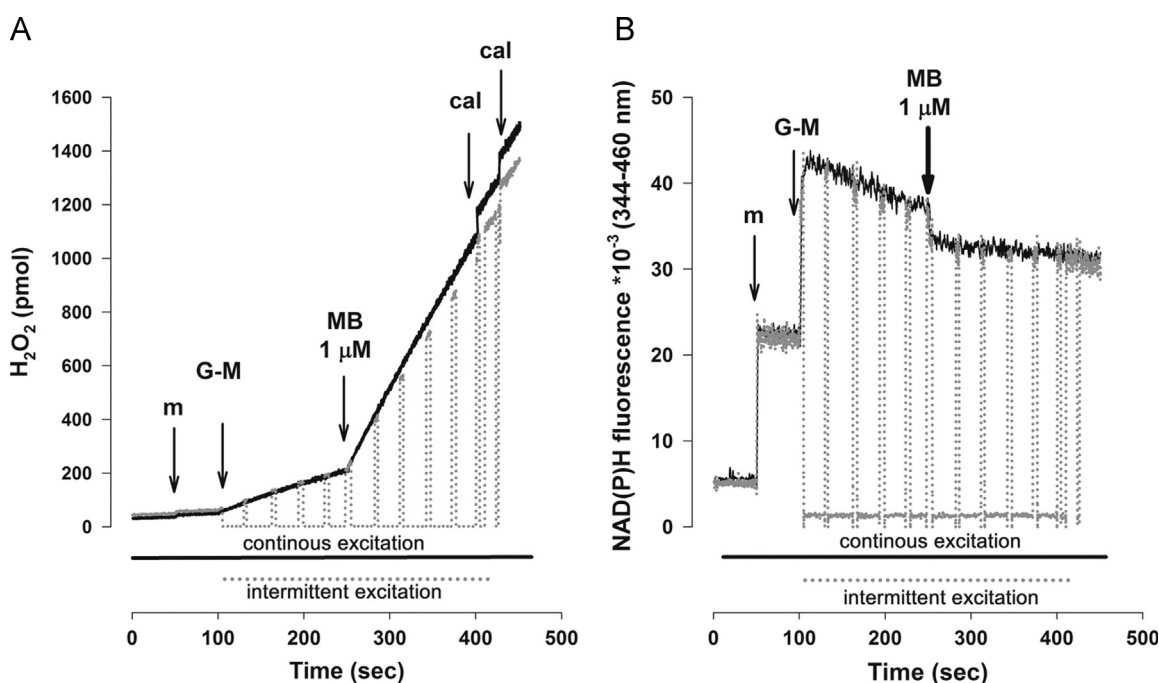 A
cal
cal
1600
1400
1200
1000
800
600
400
200
0
H₂O₂ (pmol)
MB
1 μM
G-M
m
continous excitation
intermittent excitation
0 100 200 300 400 500
Time (sec)
B
MB
1 μM
G-M
m
50
40
30
20
10
0
NAD(P)H fluorescence *10⁻³ (344-460 nm)
continous excitation
intermittent excitation
0 100 200 300 400 500
Time (sec)